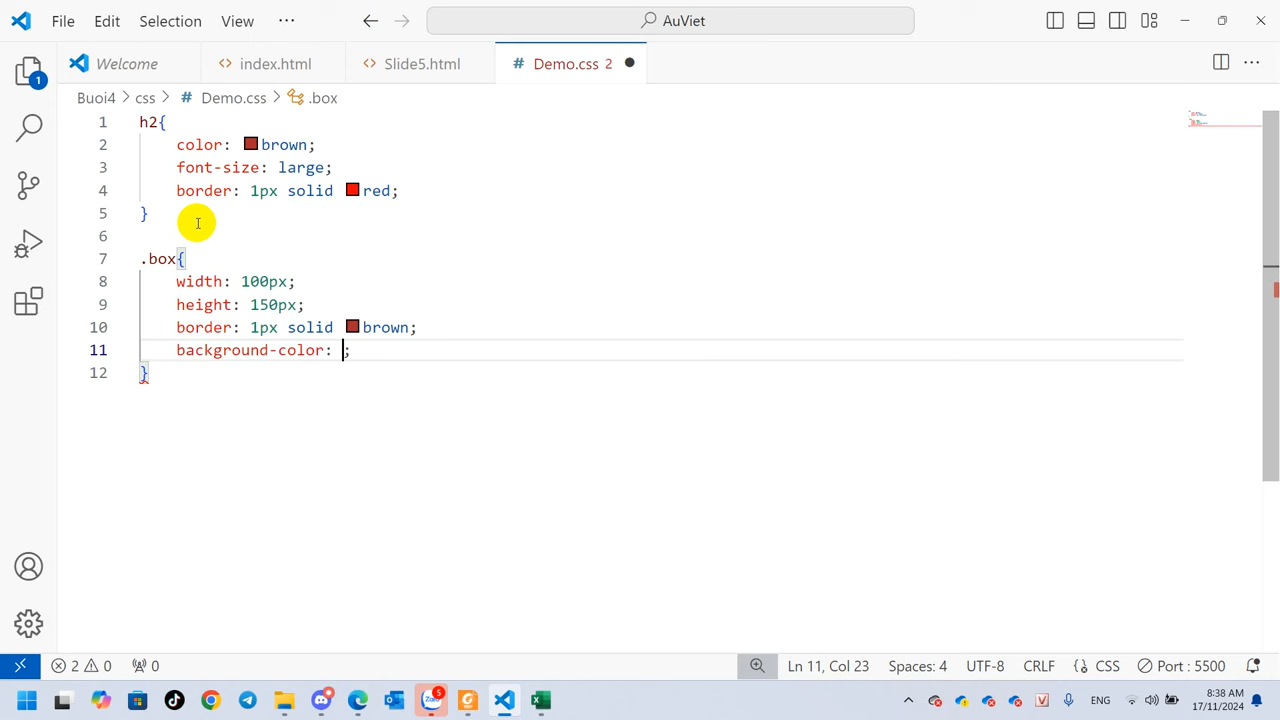 File Edit Selection View ··· AuViet
Welcome index.html Slide5.html # Demo.css 2
1
Buoi4 > css > # Demo.css > .box
1 h2{
2 color: brown;
3 font-size: large;
4 border: 1px solid red;
5 }
6
7 .box{
8 width: 100px;
9 height: 150px;
10 border: 1px solid brown;
11 background-color: ;
12 }
2 0 0 Ln 11, Col 23 Spaces: 4 UTF-8 CRLF {} CSS Port : 5500
Zalo 5 ENG 8:38 AM
17/11/2024